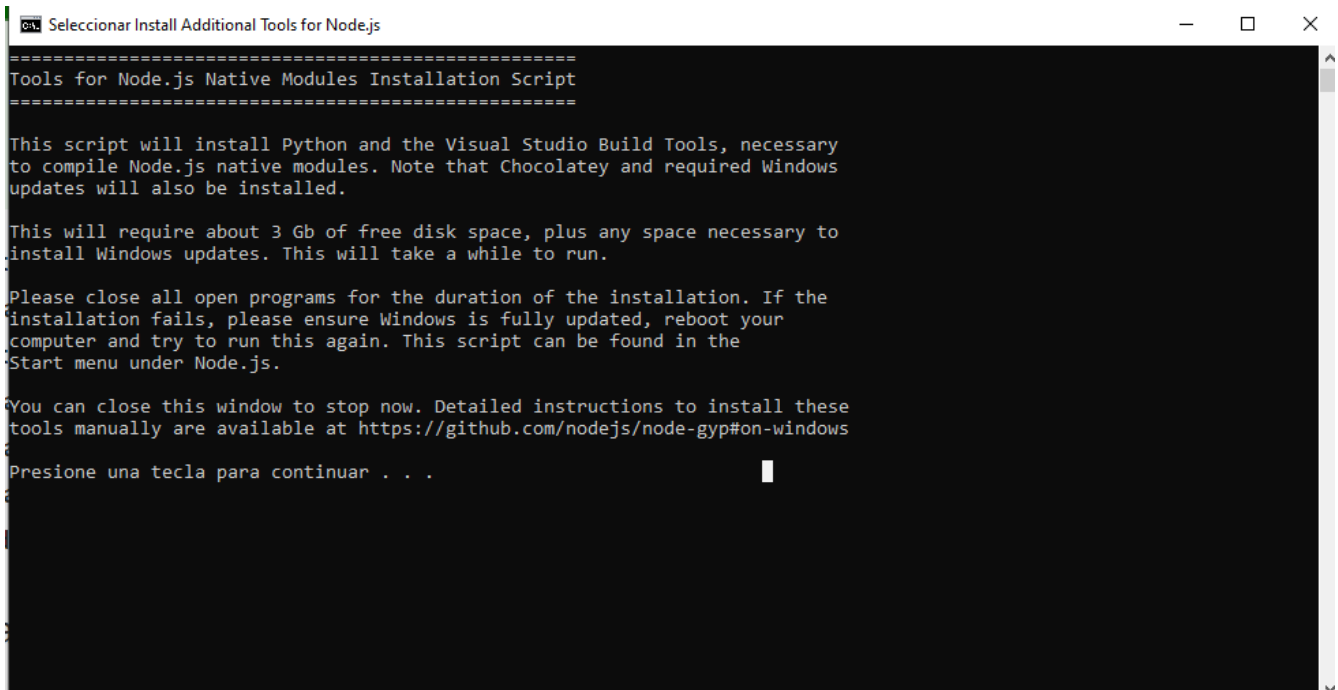 Seleccionar Install Additional Tools for Node.js
====================================================
Tools for Node.js Native Modules Installation Script
====================================================
This script will install Python and the Visual Studio Build Tools, necessary
to compile Node.js native modules. Note that Chocolatey and required Windows
updates will also be installed.
This will require about 3 Gb of free disk space, plus any space necessary to
install Windows updates. This will take a while to run.
Please close all open programs for the duration of the installation. If the
installation fails, please ensure Windows is fully updated, reboot your
computer and try to run this again. This script can be found in the
Start menu under Node.js.
You can close this window to stop now. Detailed instructions to install these
tools manually are available at https://github.com/nodejs/node-gyp#on-windows
Presione una tecla para continuar . . .